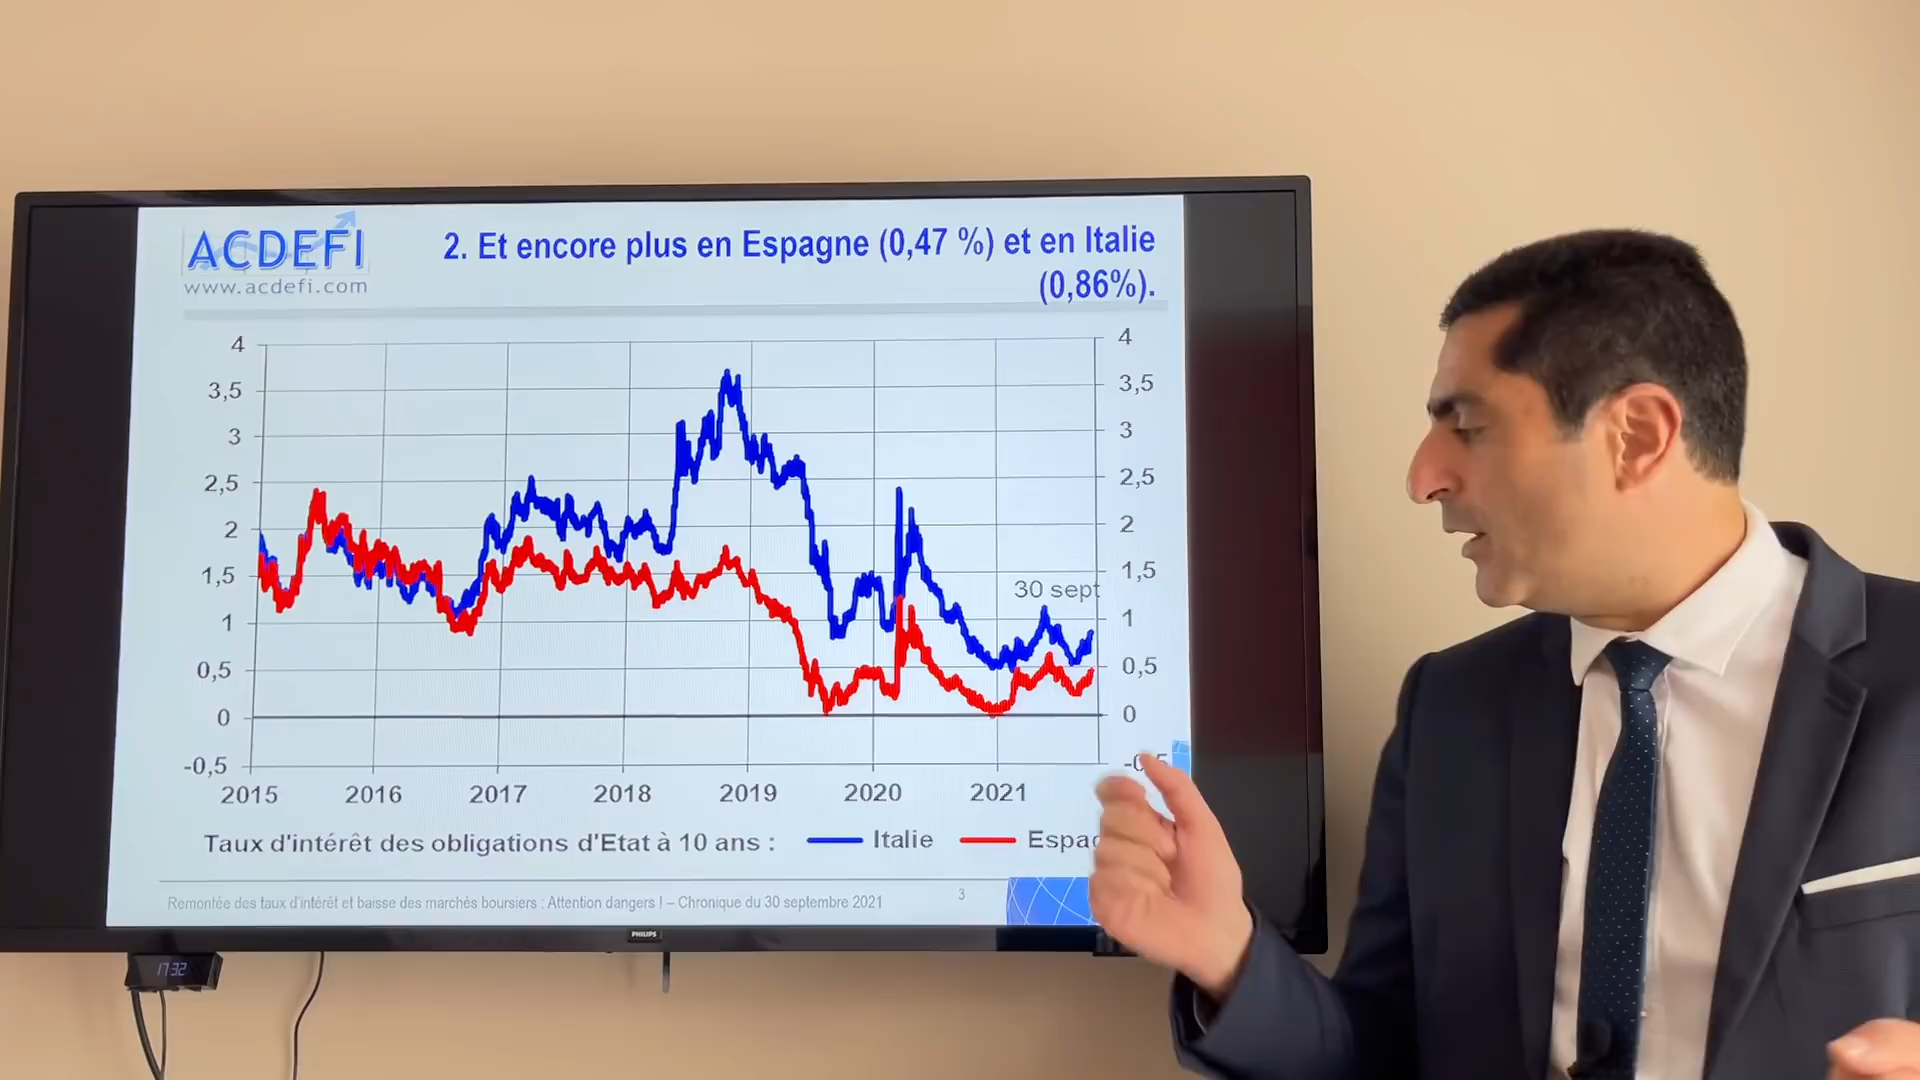 ACDEFI
www.acdefi.com
2. Et encore plus en Espagne (0,47 %) et en Italie
(0,86%).
4
3,5
3
2,5
2
1,5
1
0,5
0
-0,5
4
3,5
3
2,5
2
1,5
1
0,5
0
30 sept
2015 2016 2017 2018 2019 2020 2021
Taux d'intérêt des obligations d'Etat à 10 ans : Italie
Remontée des taux d'intérêt et baisse des marchés boursiers : Attention dangers ! – Chronique du 30 septembre 2021
3
PHILIPS
17:32